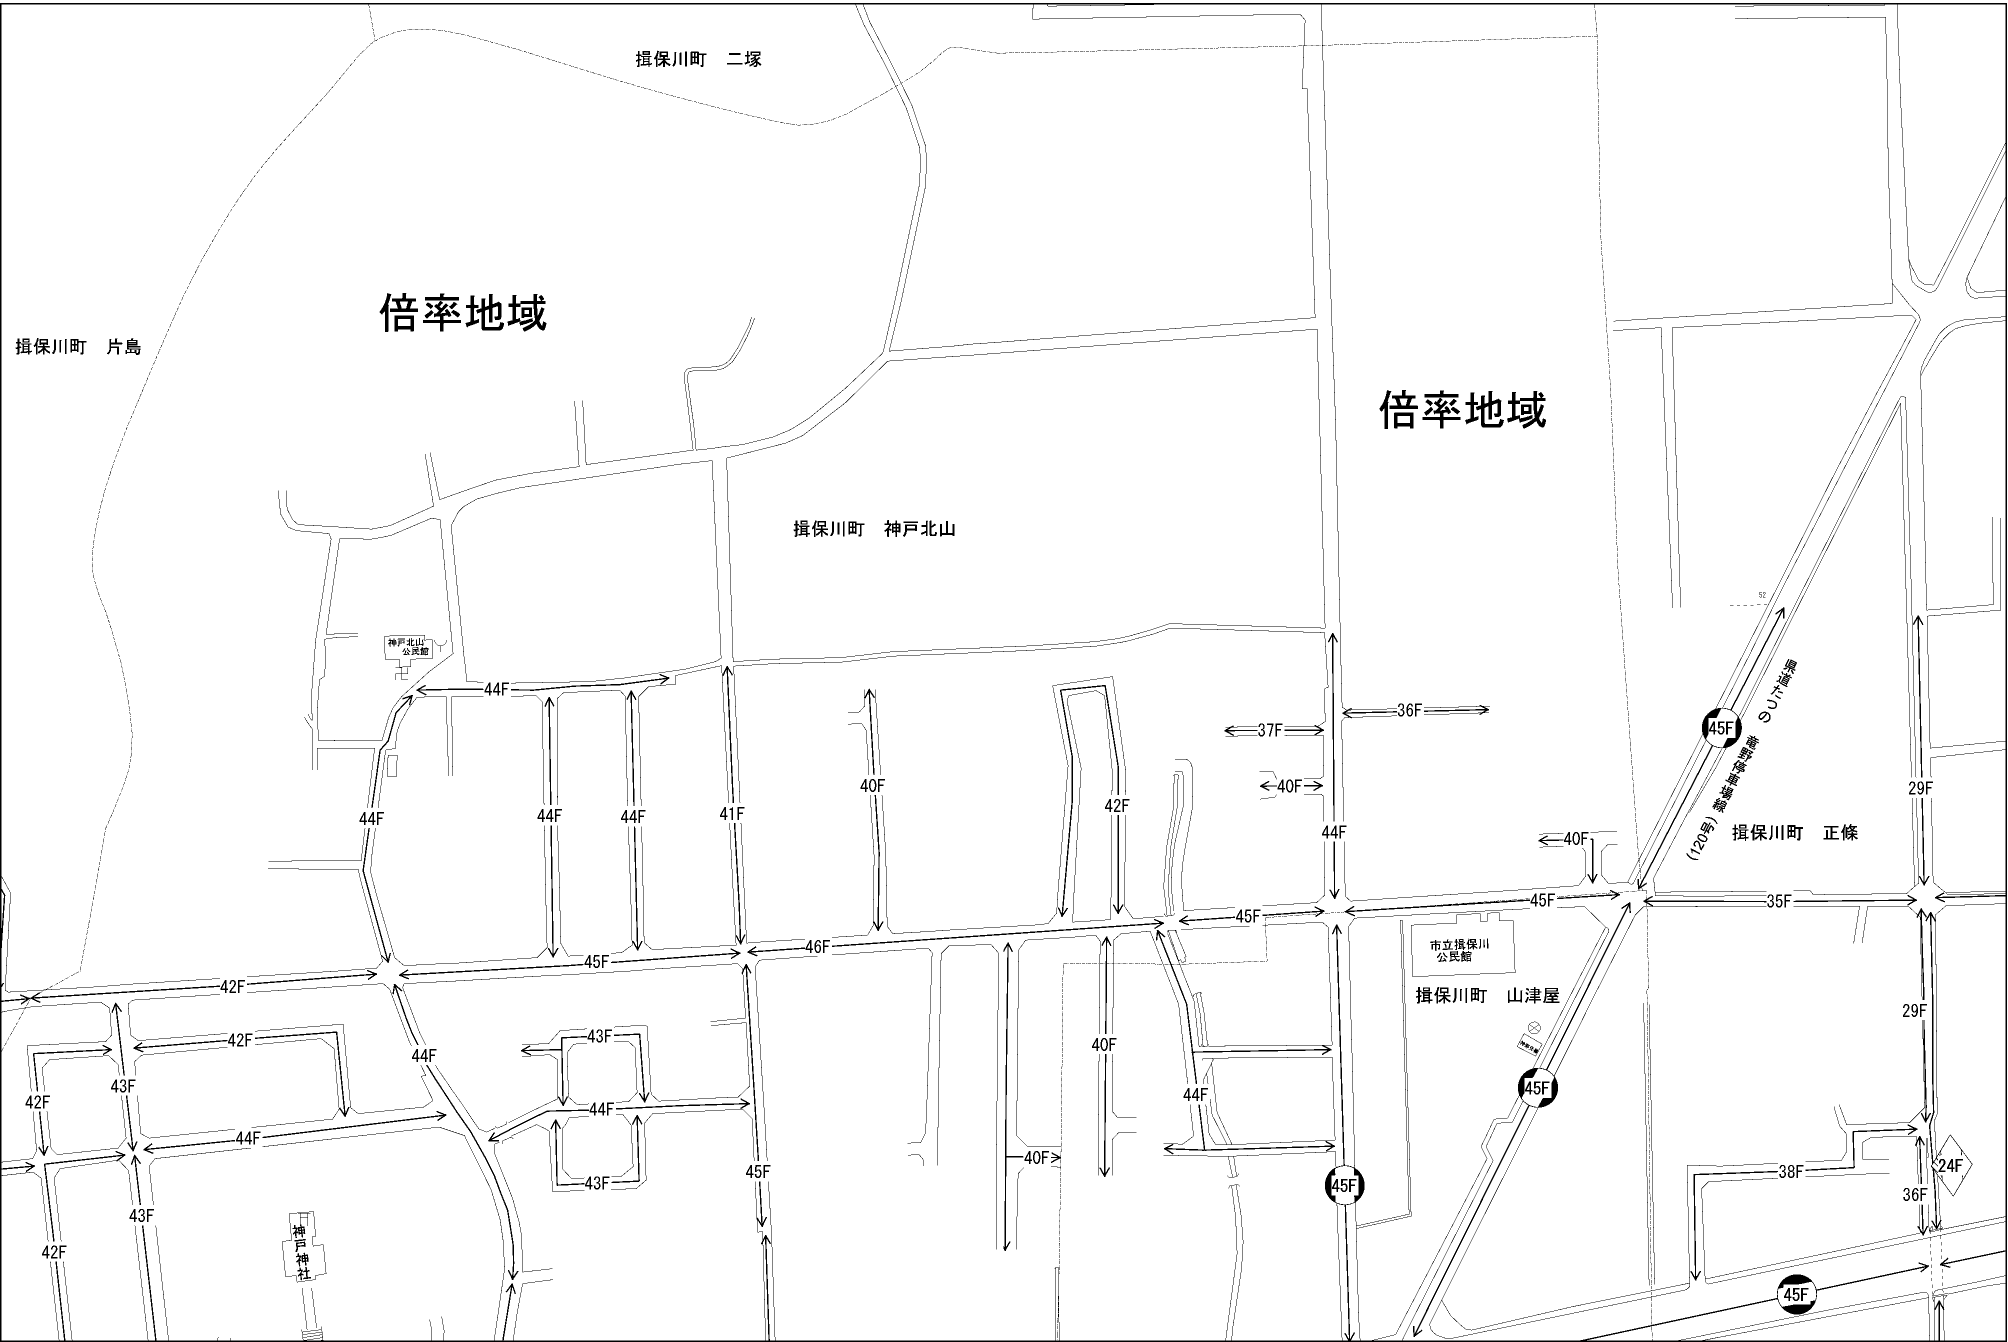 揖保川町　二塚
倍率地域
揖保川町　片島
倍率地域
揖保川町　神戸北山
52
神戸北山
公民館
県道たつの　竜野停車場線
(120号)
44F
36F
37F
45F
40F
40F
29F
44F
44F
44F
41F
42F
44F
40F
揖保川町　正條
35F
45F
45F
46F
45F
42F
市立揖保川
公民館
揖保川町　山津屋
29F
42F
43F
40F
44F
43F
42F
45F
44F
44F
44F
40F
45F
43F
45F
38F
24F
36F
43F
42F
神戸神社
45F